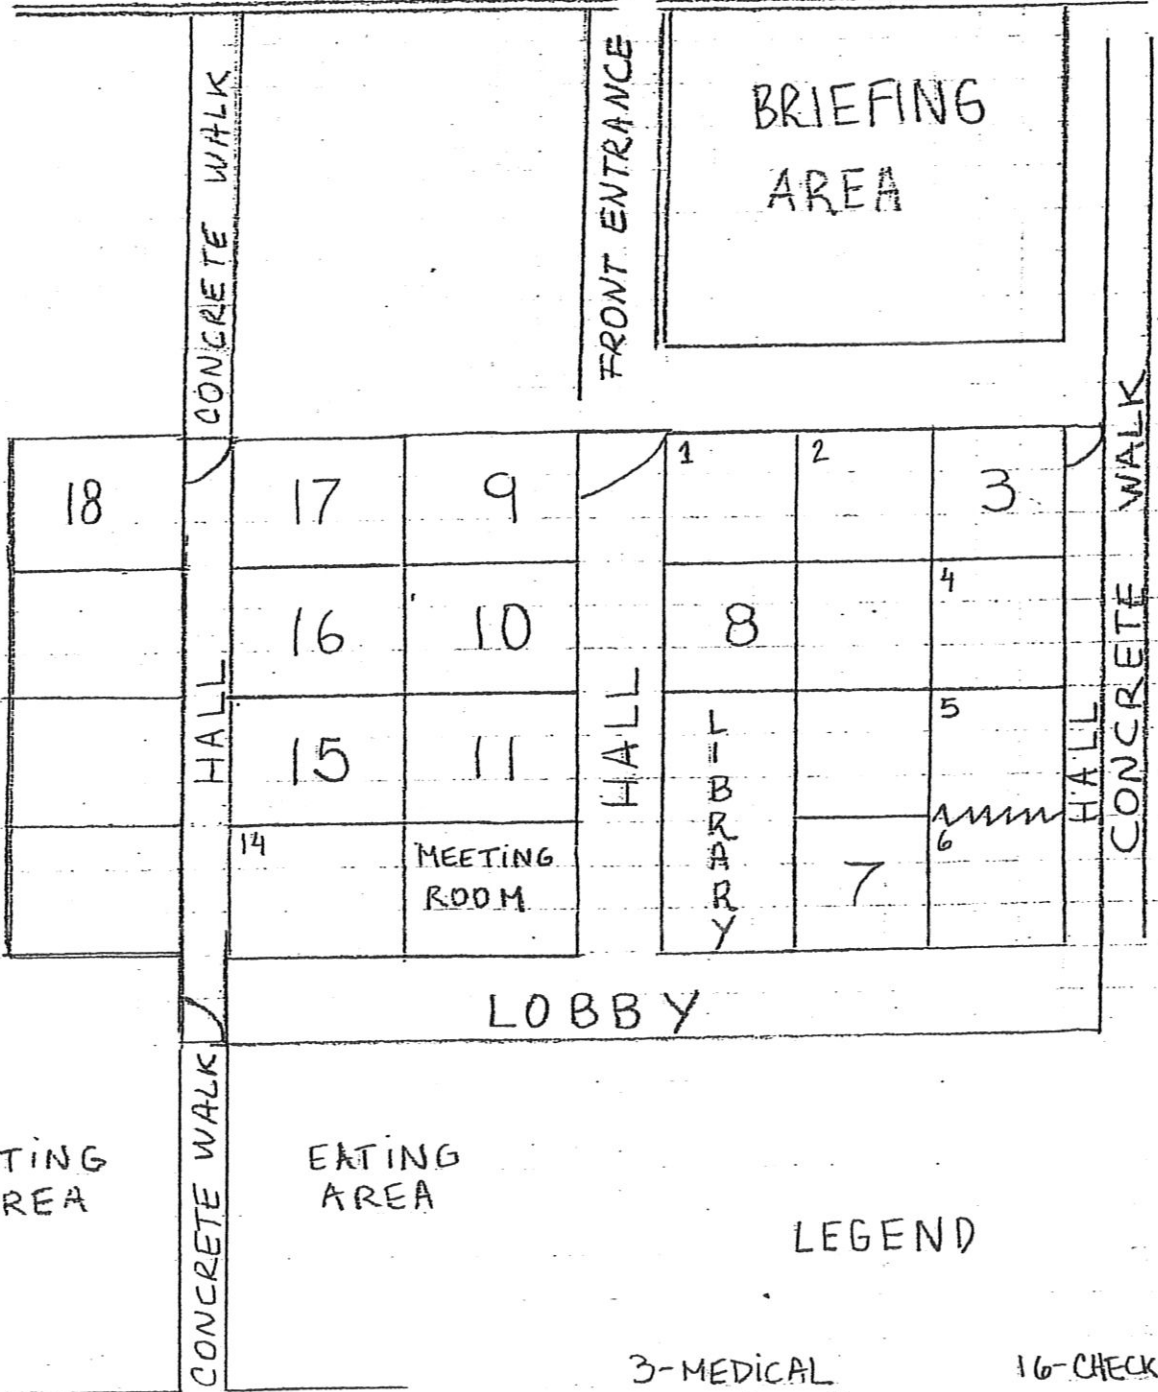 CONCRETE WALK
FRONT ENTRANCE
BRIEFING
AREA
CONCRETE WALK
18
17
9
1
2
3
16
10
8
4
HALL
15
11
HALL
LIBRARY
5
HALL
14
MEETING
ROOM
7
6
LOBBY
CONCRETE WALK
TING
REA
EATING
AREA
LEGEND
3-MEDICAL
16-CHECK